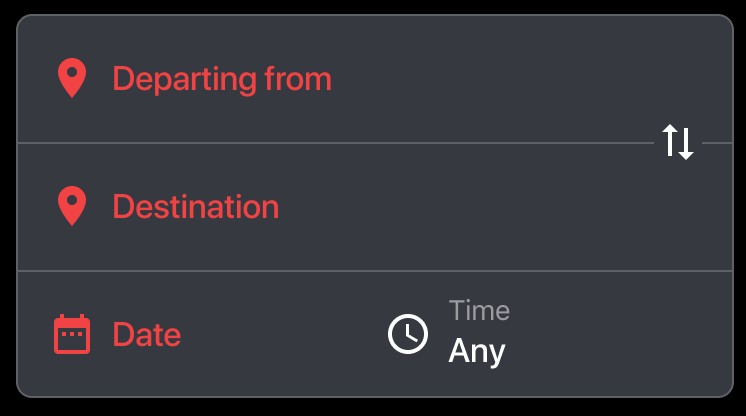 Departing from
Destination
Date
Time
Any